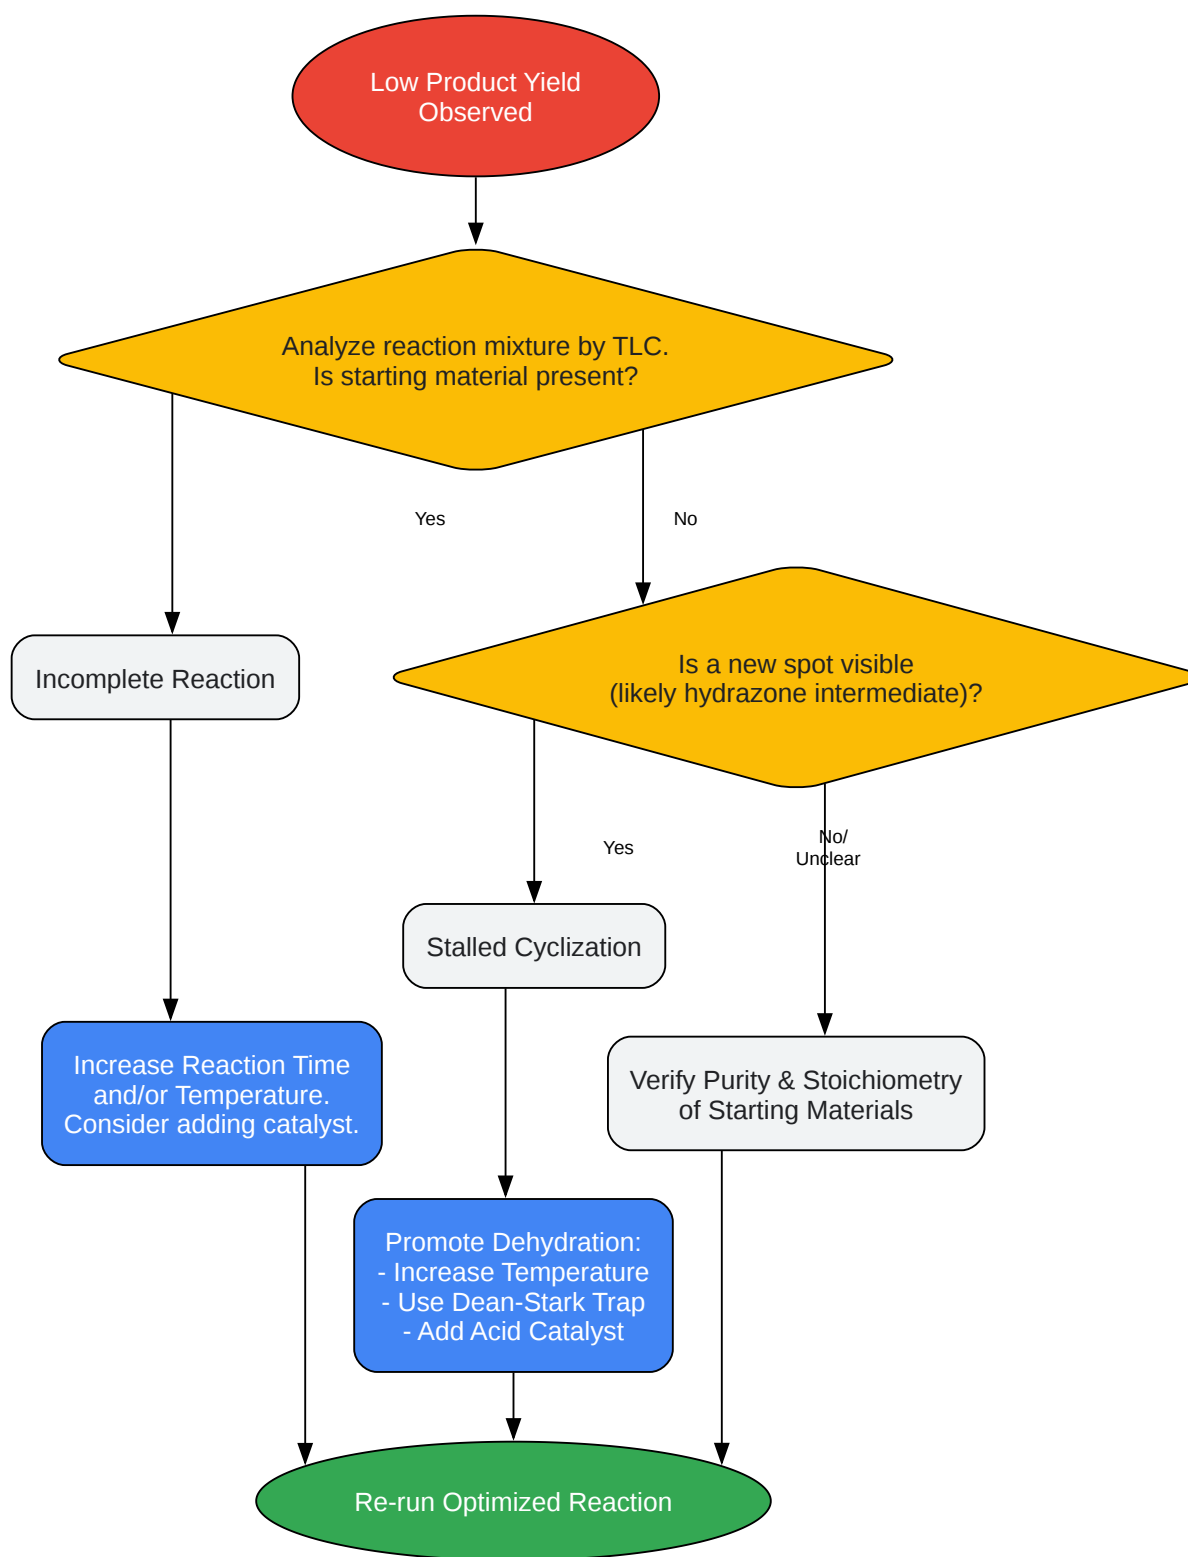 Low Product Yield
Observed
Analyze reaction mixture by TLC.
Is starting material present?
Yes
No
Is a new spot visible
(likely hydrazone intermediate)?
Incomplete Reaction
Yes
No/
Unclear
Stalled Cyclization
Increase Reaction Time
and/or Temperature.
Consider adding catalyst.
Verify Purity & Stoichiometry
of Starting Materials
Promote Dehydration:
- Increase Temperature
- Use Dean-Stark Trap
- Add Acid Catalyst
Re-run Optimized Reaction